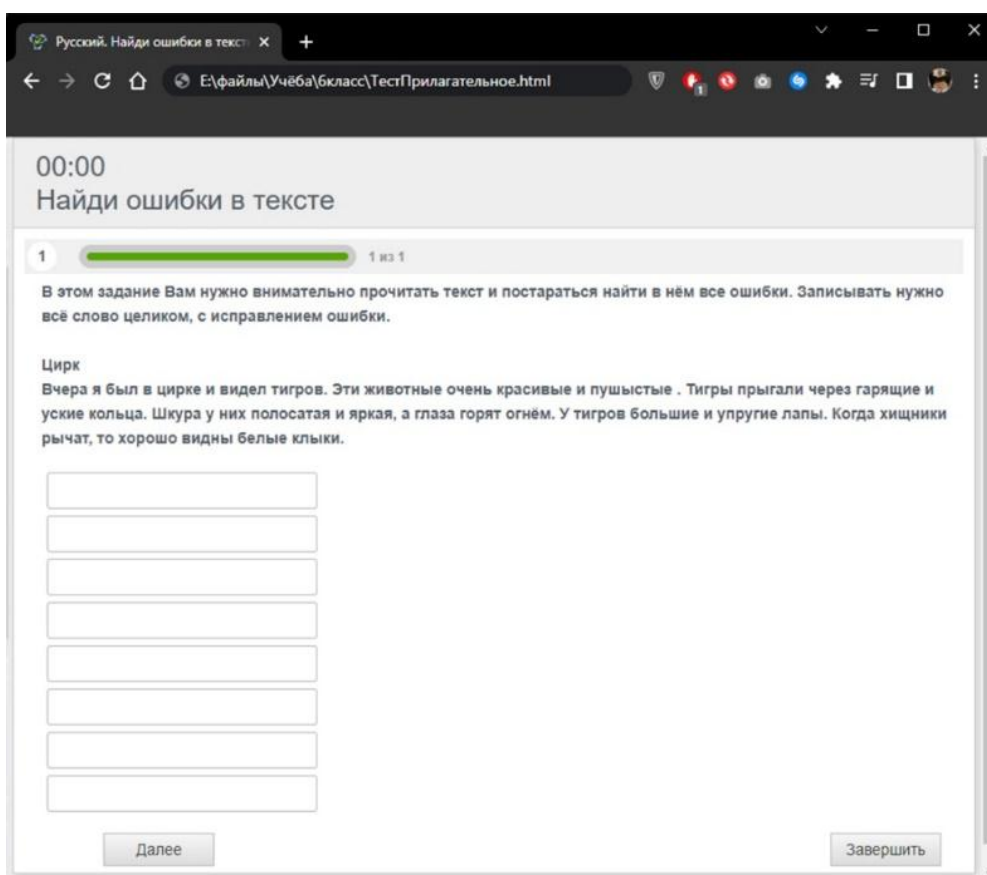 Русский. Найди ошибки в текст
E:\файлы\Учёба\6класс\ТестПрилагательное.html
1
00:00
Найди ошибки в тексте
1
1 из 1
В этом задание Вам нужно внимательно прочитать текст и постараться найти в нём все ошибки. Записывать нужно
всё слово целиком, с исправлением ошибки.
Цирк
Вчера я был в цирке и видел тигров. Эти животные очень красивые и пушыстые . Тигры прыгали через гарящие и
уские кольца. Шкура у них полосатая и яркая, а глаза горят огнём. У тигров большие и упругие лапы. Когда хищники
рычат, то хорошо видны белые клыки.
Далее
Завершить